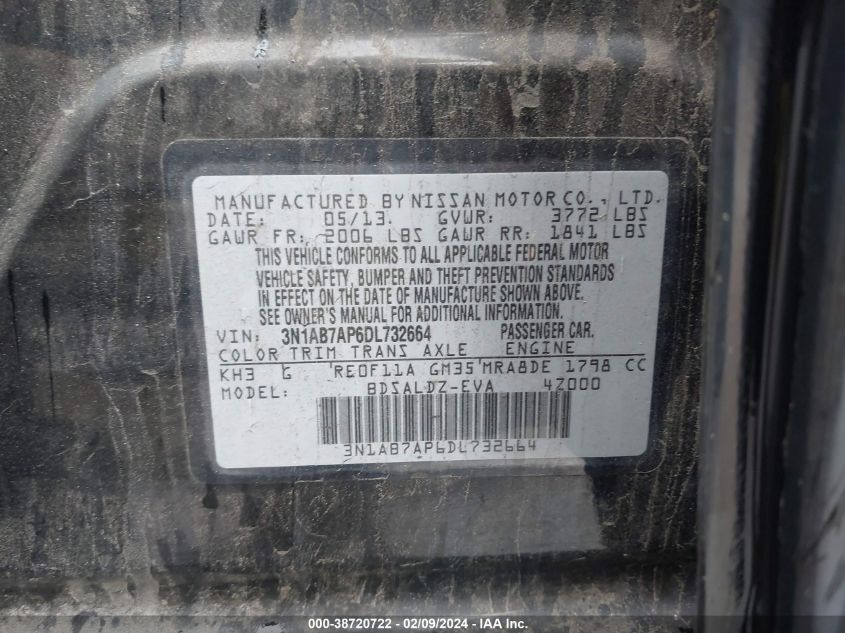 MANUFACTURED BY NISSAN MOTOR CO., LTD.
DATE: 05/13. GVWR: 3772 LBS
GAWR FR: 2006 LBS GAWR RR: 1841 LBS
THIS VEHICLE CONFORMS TO ALL APPLICABLE FEDERAL MOTOR
VEHICLE SAFETY, BUMPER AND THEFT PREVENTION STANDARDS
IN EFFECT ON THE DATE OF MANUFACTURE SHOWN ABOVE.
SEE OWNER'S MANUAL FOR ADDITIONAL INFORMATION.
VIN: 3N1AB7AP6DL732664 PASSENGER CAR.
COLOR TRIM TRANS AXLE ENGINE
KH3 G RE0F11A GM35 MRA8DE 1798 CC
MODEL: BDSALDZ-EVA 4Z000
3N1AB7AP6DL732664
000-38720722 - 02/09/2024 - IAA Inc.